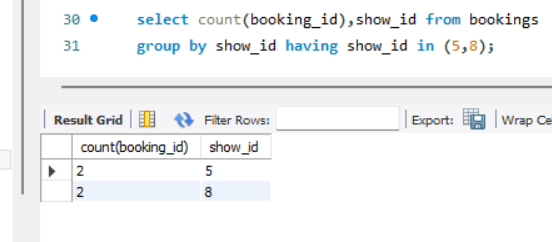 30 select count(booking_id),show_id from bookings
31 group by show_id having show_id in (5,8);
Result Grid Filter Rows: Export: Wrap Ce
count(booking_id) show_id
2 5
2 8